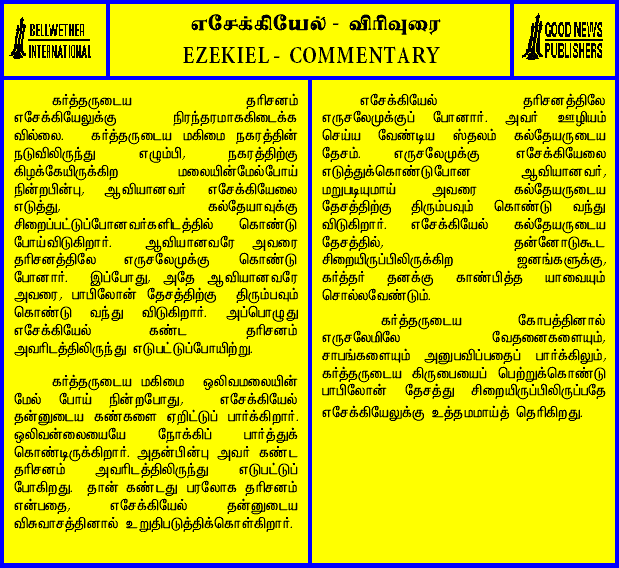 BELLWETHER
INTERNATIONAL
எசேக்கியேல் - விரிவுரை
EZEKIEL - COMMENTARY
GOOD NEWS
PUBLISHERS
கர்த்தருடைய தரிசனம்
எசேக்கியேலுக்கு நிரந்தரமாககிடைக்க
வில்லை. கர்த்தருடைய மகிமை நகரத்தின்
நடுவிலிருந்து எழும்பி, நகரத்திற்கு
கிழக்கேயிருக்கிற மலையின்மேல்போய்
நின்றபின்பு, ஆவியானவர் எசேக்கியேலை
எடுத்து, கல்தேயாவுக்கு
சிறைப்பட்டுப்போனவர்களிடத்தில் கொண்டு
போய்விடுகிறார். ஆவியானவரே அவரை
தரிசனத்திலே எருசலேமுக்கு கொண்டு
போனார். இப்போது, அதே ஆவியானவரே
அவரை, பாபிலோன் தேசத்திற்கு திரும்பவும்
கொண்டு வந்து விடுகிறார். அப்பொழுது
எசேக்கியேல் கண்ட தரிசனம்
அவரிடத்திலிருந்து எடுபட்டுப்போயிற்று.
கர்த்தருடைய மகிமை ஒலிவமலையின்
மேல் போய் நின்றபோது, எசேக்கியேல்
தன்னுடைய கண்களை ஏறிட்டுப் பார்க்கிறார்.
ஒலிவன்லையையே நோக்கிப் பார்த்துக்
கொண்டிருக்கிறார். அதன்பின்பு அவர் கண்ட
தரிசனம் அவரிடத்திலிருந்து எடுபட்டுப்
போகிறது. தான் கண்டது பரலோக தரிசனம்
என்பதை, எசேக்கியேல் தன்னுடைய
விசுவாசத்தினால் உறுதிபடுத்திக்கொள்கிறார்.
எசேக்கியேல் தரிசனத்திலே
எருசலேமுக்குப் போனார். அவர் ஊழியம்
செய்ய வேண்டிய ஸ்தலம் கல்தேயருடைய
தேசம். எருசலேமுக்கு எசேக்கியேலை
எடுத்துக்கொண்டுபோன ஆவியானவர்,
மறுபடியுமாய் அவரை கல்தேயருடைய
தேசத்திற்கு திரும்பவும் கொண்டு வந்து
விடுகிறார். எசேக்கியேல் கல்தேயருடைய
தேசத்தில், தன்னோடுகூட
சிறையிருப்பிலிருக்கிற ஜனங்களுக்கு,
கர்த்தர் தனக்கு காண்பித்த யாவையும்
சொல்லவேண்டும்.
கர்த்தருடைய கோபத்தினால்
எருசலேமிலே வேதனைகளையும்,
சாபங்களையும் அனுபவிப்பதைப் பார்க்கிலும்,
கர்த்தருடைய கிருபையைப் பெற்றுக்கொண்டு
பாபிலோன் தேசத்து சிறையிருப்பிலிருப்பதே
எசேக்கியேலுக்கு உத்தமமாய்த் தெரிகிறது.